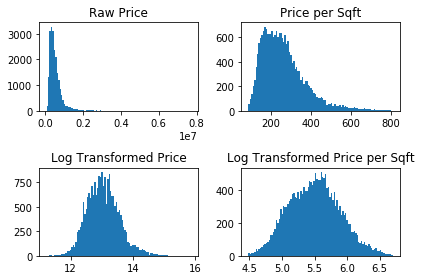 Raw Price
3000
2000
1000
0
0.0 0.2 0.4 0.6 0.8
1e7
Price per Sqft
600
400
200
0
200 400 600 800
Log Transformed Price
750
500
250
0
12 14 16
Log Transformed Price per Sqft
400
200
0
4.5 5.0 5.5 6.0 6.5